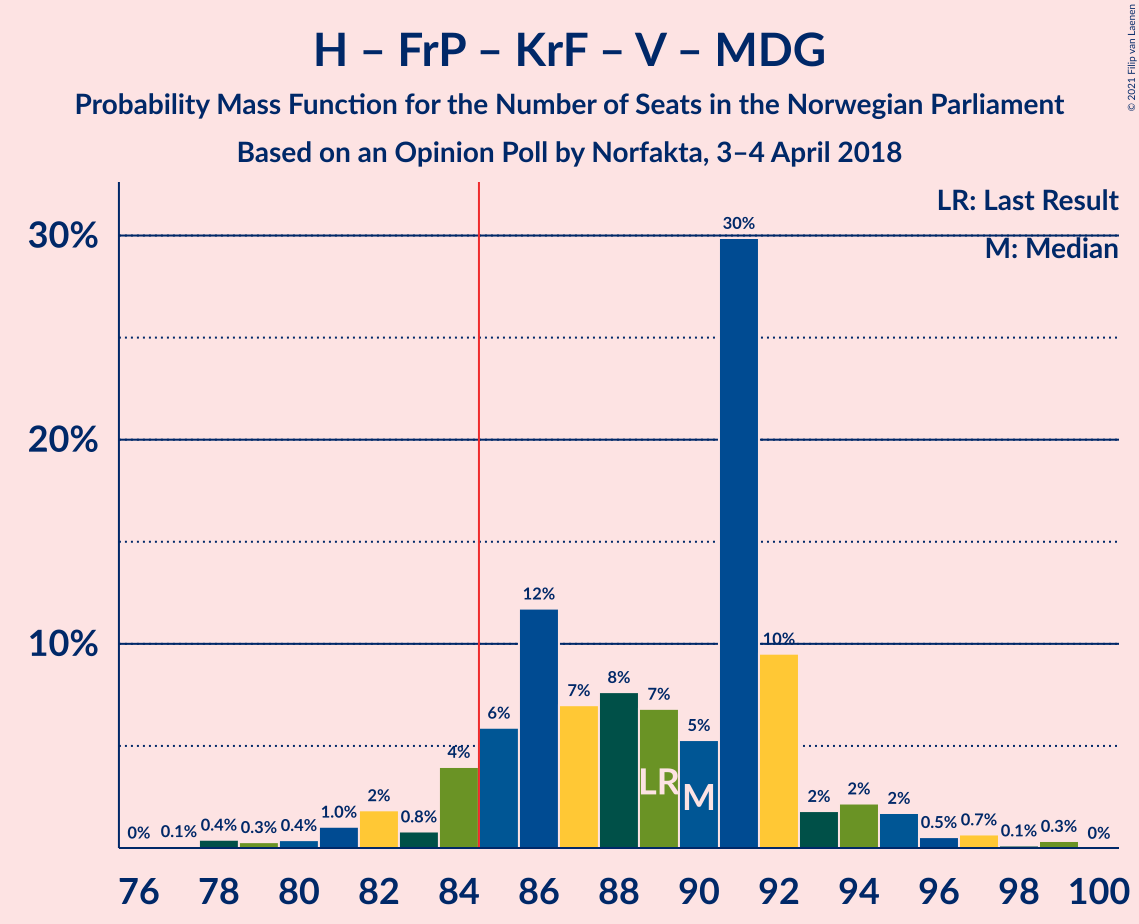 H – FrP – KrF – V – MDG
Probability Mass Function for the Number of Seats in the Norwegian Parliament
Based on an Opinion Poll by Norfakta, 3–4 April 2018
© 2021 Filip van Laenen
LR: Last Result
M: Median
30%
20%
10%
0% 0.1% 0.4% 0.3% 0.4% 1.0% 2% 0.8% 4% 6% 12% 7% 8% 7% 5% 30% 10% 2% 2% 2% 0.5% 0.7% 0.1% 0.3% 0%
LR M
76 78 80 82 84 86 88 90 92 94 96 98 100